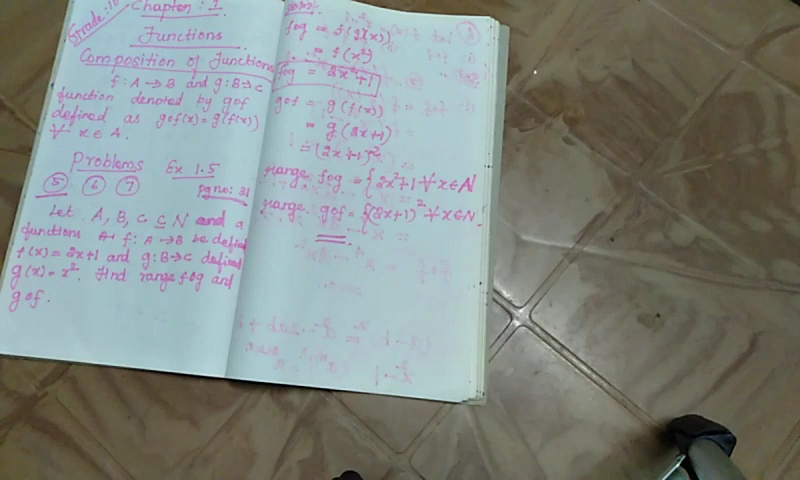 Grade: 10
Chapter: 1
Functions
Composition of Functions
f: A → B and g: B → C
function denoted by gof
defined as gof(x) = g(f(x))
∀ x ∈ A.
Problems Ex 1.5
5 6 7 pg no: 31
Let A, B, C ⊆ N and a
functions f: A → B be defined
f(x) = 2x+1 and g: B → C defined
g(x) = x². Find range fog and
gof.
fog = f(g(x))
= f(x²)
fog = 2x²+1
gof = g(f(x))
= g(2x+1)
= (2x+1)²
range fog = {2x²+1 ∀ x ∈ N
range gof = {(2x+1)² ∀ x ∈ N.